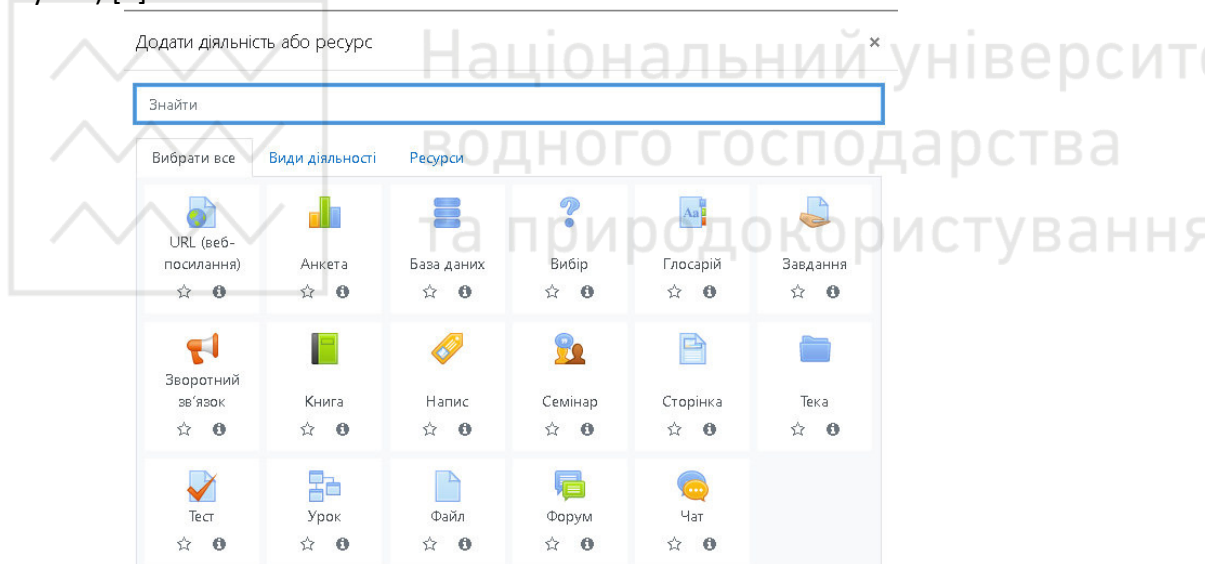 Додати діяльність або ресурс ×
Національний університ
Знайти
водного господарства
Вибрати все Види діяльності Ресурси
та природокористування
URL (веб-
посилання) Анкета База даних Вибір Глосарій Завдання
Зворотний
зв'язок Книга Напис Семінар Сторінка Тека
Тест Урок Файл Форум Чат